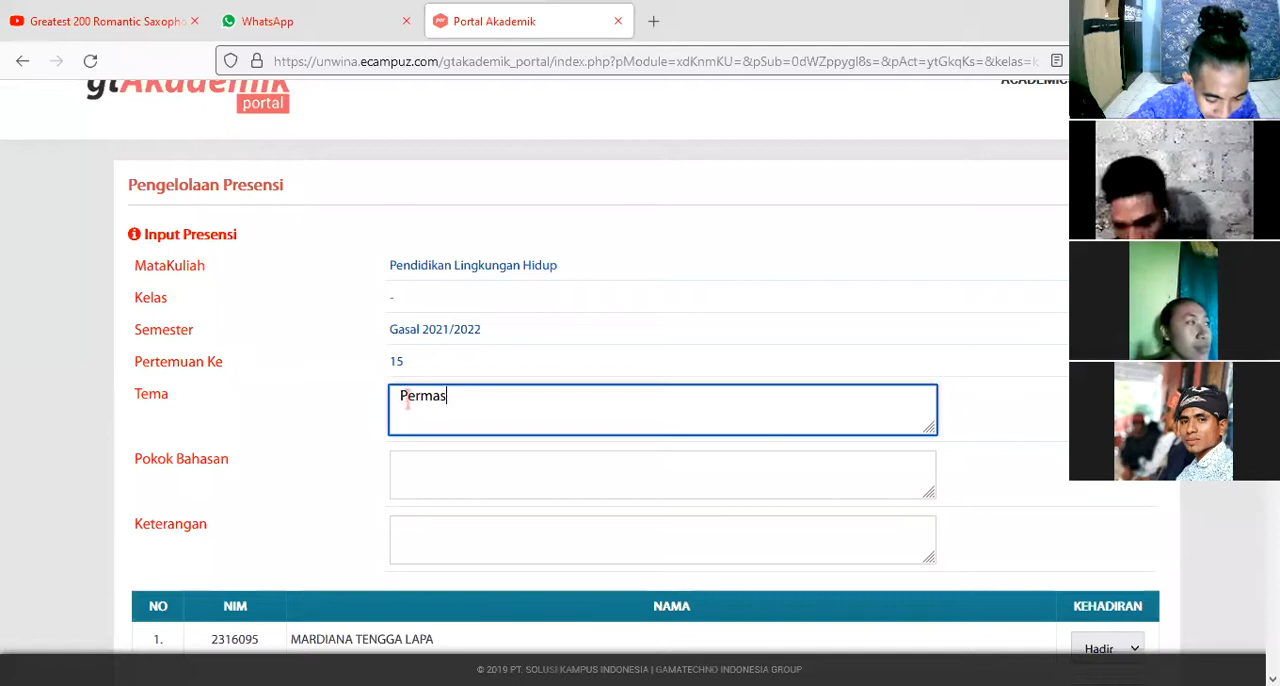 Greatest 200 Romantic Saxopho
WhatsApp
Portal Akademik
https://unwina.ecampuz.com/gtakademik_portal/index.php?pModule=xdKnmKU=&pSub=0dWZppygl8s=&pAct=ytGkqKs=&kelas=k
gtAkademik
portal
ACADEMIC
Pengelolaan Presensi
Input Presensi
MataKuliah Pendidikan Lingkungan Hidup
Kelas -
Semester Gasal 2021/2022
Pertemuan Ke 15
Tema Permas
Pokok Bahasan
Keterangan
NO NIM NAMA KEHADIRAN
1. 2316095 MARDIANA TENGGA LAPA Hadir
© 2019 PT. SOLUSI KAMPUS INDONESIA | GAMATECHNO INDONESIA GROUP